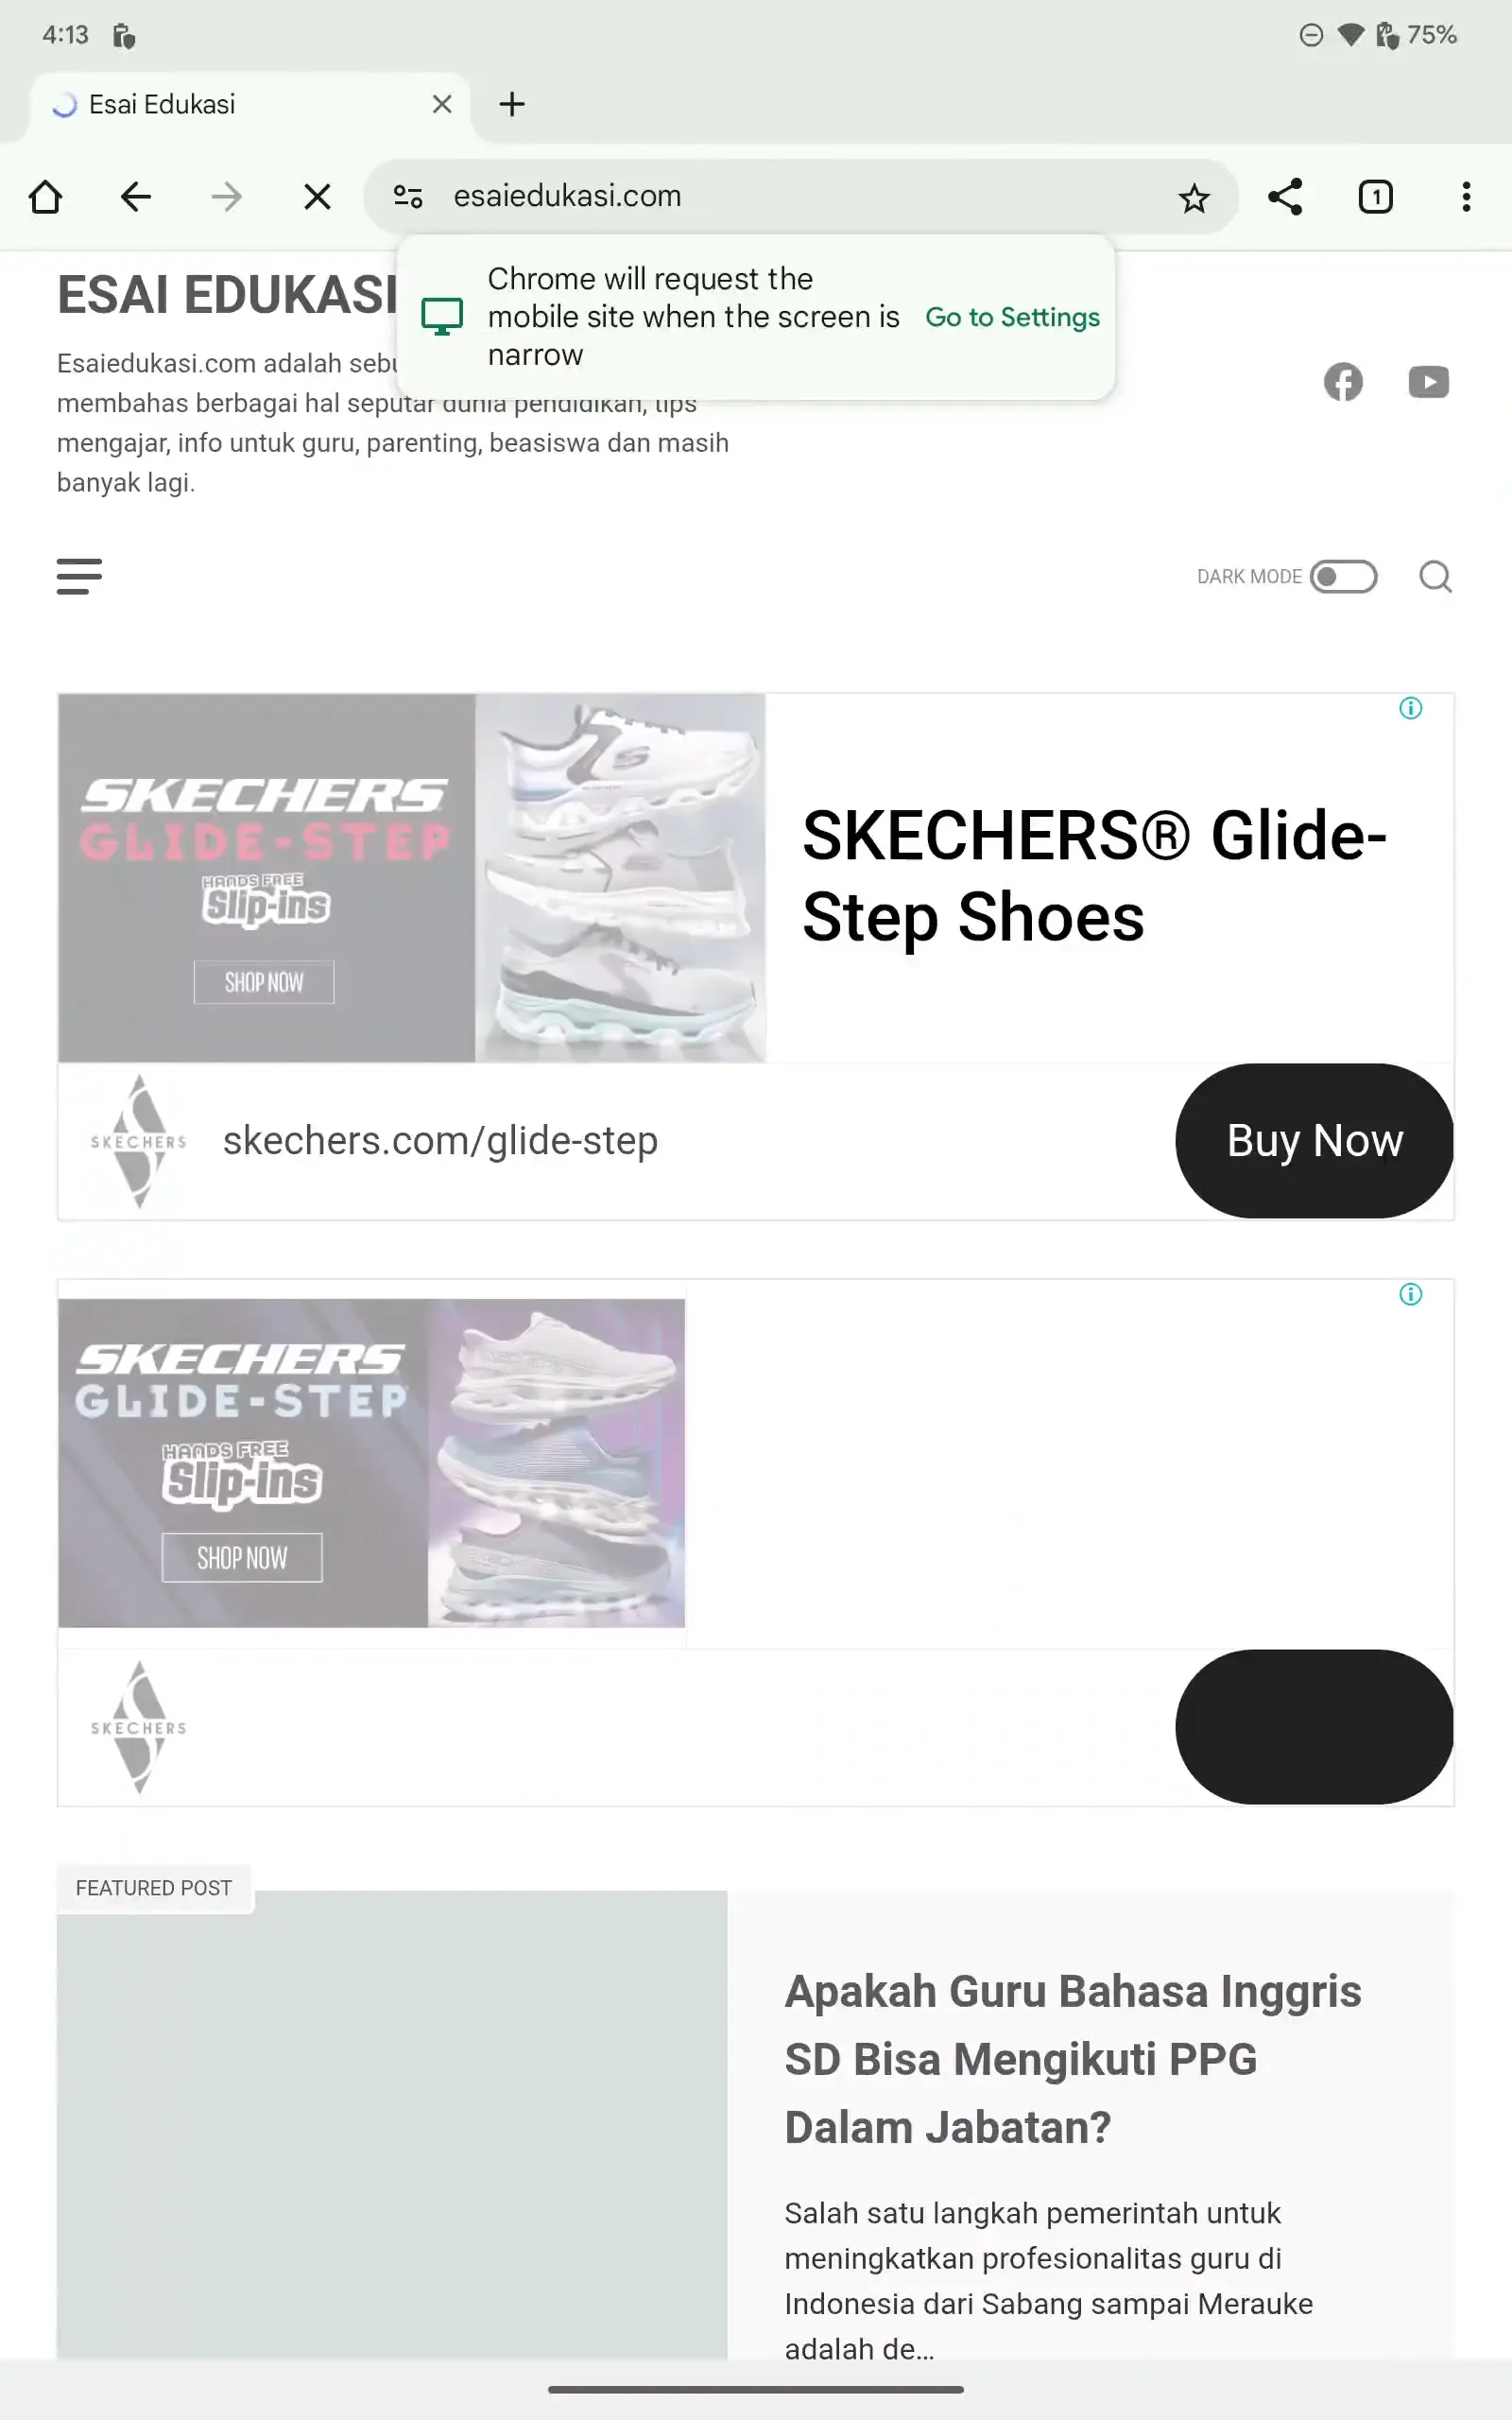 4:13
75%
Esai Edukasi
esaiedukasi.com
1
Chrome will request the
mobile site when the screen is
narrow
Go to Settings
ESAI EDUKASI
Esaiedukasi.com adalah
membahas berbagai hal seputar dunia pendidikan, tips
mengajar, info untuk guru, parenting, beasiswa dan masih
banyak lagi.
DARK MODE
SKECHERS
GLIDE-STEP
HANDS FREE
Slip-ins
SHOP NOW
SKECHERS® Glide-
Step Shoes
SKECHERS
skechers.com/glide-step
Buy Now
SKECHERS
GLIDE-STEP
HANDS FREE
Slip-ins
SHOP NOW
SKECHERS
FEATURED POST
Apakah Guru Bahasa Inggris
SD Bisa Mengikuti PPG
Dalam Jabatan?
Salah satu langkah pemerintah untuk
meningkatkan profesionalitas guru di
Indonesia dari Sabang sampai Merauke
adalah de...